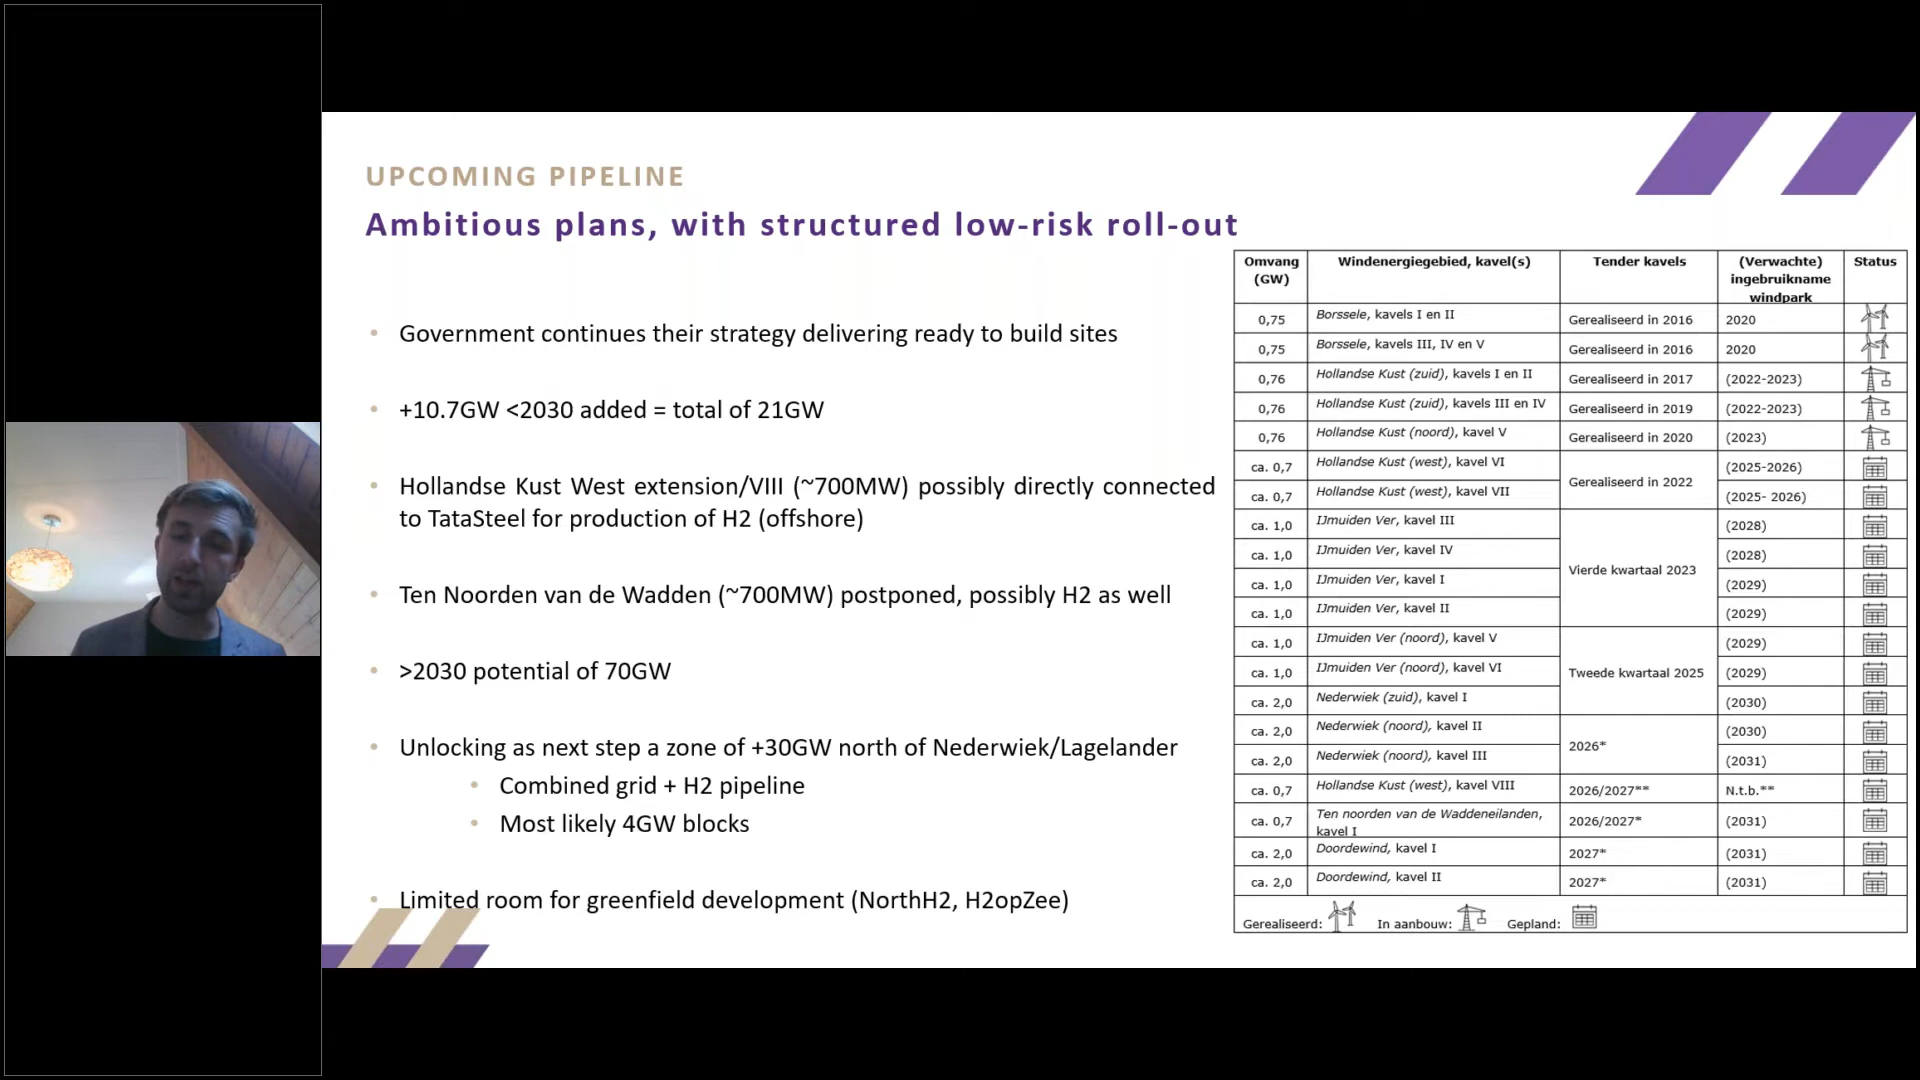 UPCOMING PIPELINE
Ambitious plans, with structured low-risk roll-out
• Government continues their strategy delivering ready to build sites
• +10.7GW <2030 added = total of 21GW
• Hollandse Kust West extension/VIII (~700MW) possibly directly connected
to TataSteel for production of H2 (offshore)
• Ten Noorden van de Wadden (~700MW) postponed, possibly H2 as well
• >2030 potential of 70GW
• Unlocking as next step a zone of +30GW north of Nederwiek/Lagelander
• Combined grid + H2 pipeline
• Most likely 4GW blocks
• Limited room for greenfield development (NorthH2, H2opZee)
Omvang (GW) Windenergiegebied, kavel(s) Tender kavels (Verwachte) ingebruikname windpark Status
0,75 Borssele, kavels I en II Gerealiseerd in 2016 2020
0,75 Borssele, kavels III, IV en V Gerealiseerd in 2016 2020
0,76 Hollandse Kust (zuid), kavels I en II Gerealiseerd in 2017 (2022-2023)
0,76 Hollandse Kust (zuid), kavels III en IV Gerealiseerd in 2019 (2022-2023)
0,76 Hollandse Kust (noord), kavel V Gerealiseerd in 2020 (2023)
ca. 0,7 Hollandse Kust (west), kavel VI Gerealiseerd in 2022 (2025-2026)
ca. 0,7 Hollandse Kust (west), kavel VII (2025- 2026)
ca. 1,0 IJmuiden Ver, kavel III Vierde kwartaal 2023 (2028)
ca. 1,0 IJmuiden Ver, kavel IV (2028)
ca. 1,0 IJmuiden Ver, kavel I (2029)
ca. 1,0 IJmuiden Ver, kavel II (2029)
ca. 1,0 IJmuiden Ver (noord), kavel V Tweede kwartaal 2025 (2029)
ca. 1,0 IJmuiden Ver (noord), kavel VI (2029)
ca. 2,0 Nederwiek (zuid), kavel I (2030)
ca. 2,0 Nederwiek (noord), kavel II 2026* (2030)
ca. 2,0 Nederwiek (noord), kavel III (2031)
ca. 0,7 Hollandse Kust (west), kavel VIII 2026/2027** N.t.b.**
ca. 0,7 Ten noorden van de Waddeneilanden, kavel I 2026/2027* (2031)
ca. 2,0 Doordewind, kavel I 2027* (2031)
ca. 2,0 Doordewind, kavel II 2027* (2031)
Gerealiseerd: In aanbouw: Gepland: